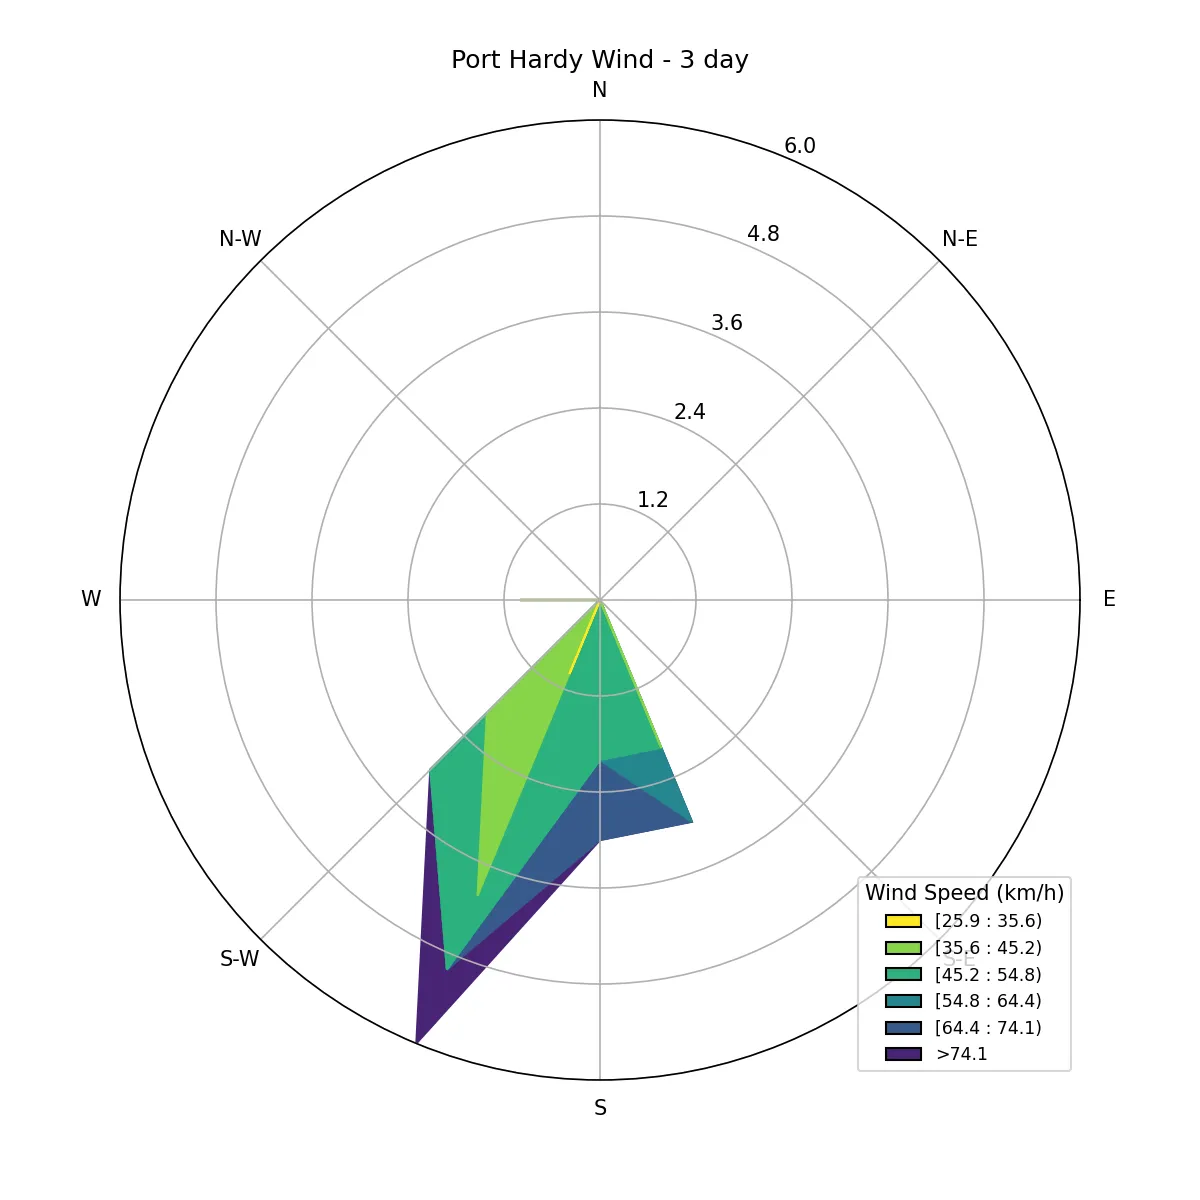 Port Hardy Wind - 3 day
N
6.0
4.8
N-W
N-E
3.6
2.4
1.2
W
E
Wind Speed (km/h)
[25.9 : 35.6)
[35.6 : 45.2)
S-W
S-E
[45.2 : 54.8)
[54.8 : 64.4)
[64.4 : 74.1)
>74.1
S